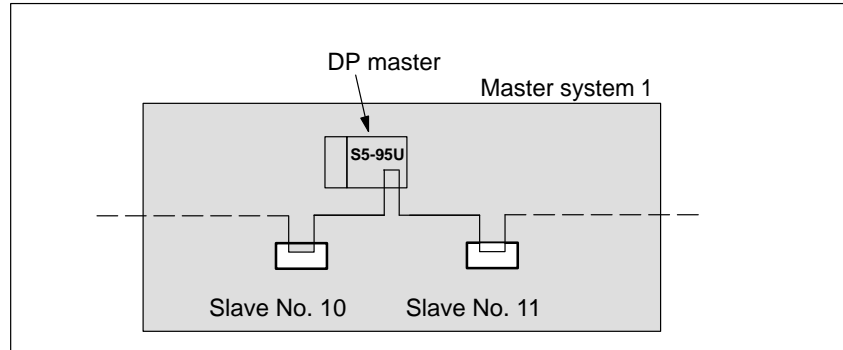 DP master
Master system 1
S5-95U
Slave No. 10
Slave No. 11